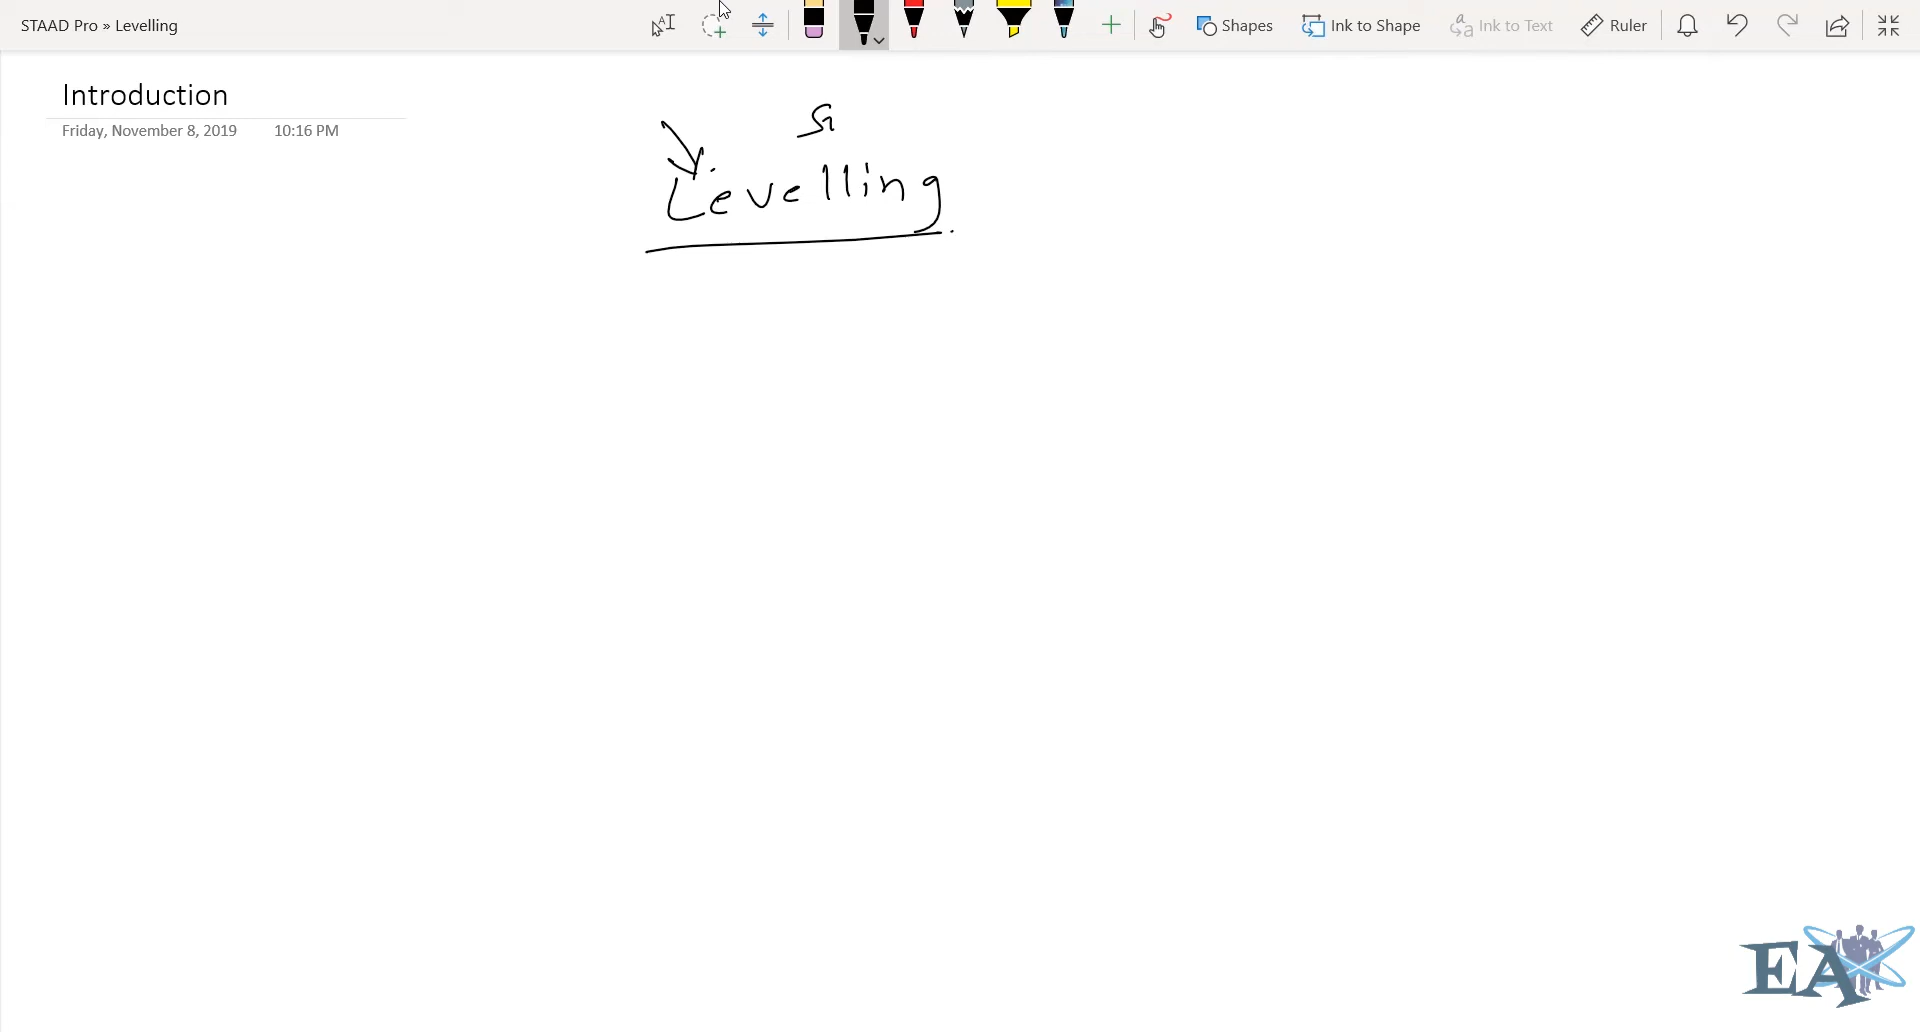 STAAD Pro » Levelling
Shapes Ink to Shape Ink to Text Ruler
Introduction
Friday, November 8, 2019 10:16 PM
Levelling
EA